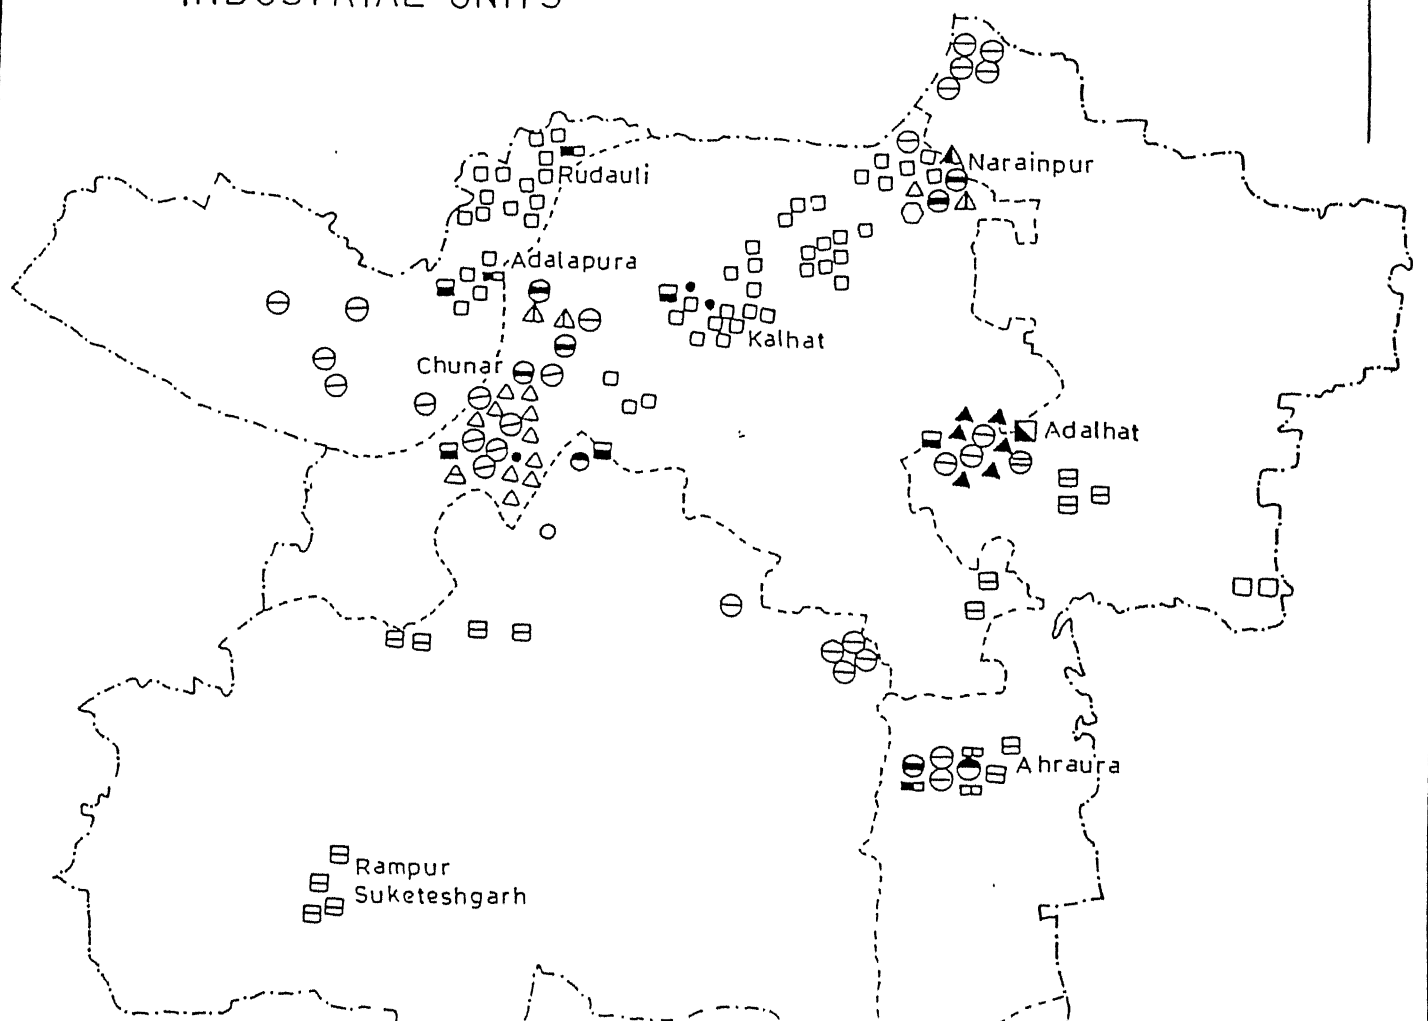 INDUSTRIAL UNITS
Narainpur
Rudauli
Adalapura
Kalhat
Chunar
Adalhat
Ahraura
Rampur
Suketeshgarh